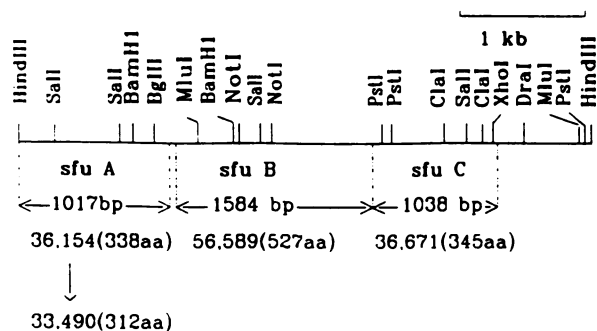 1 kb
HindIII SalI SalI BamH1 BglII MluI BamH1 NotI SalI NotI PstI PstI ClaI SalI ClaI XhoI DraI MluI PstI HindIII
sfu A sfu B sfu C
1017bp 1584 bp 1038 bp
36,154(338aa) 56,589(527aa) 36,671(345aa)
33,490(312aa)